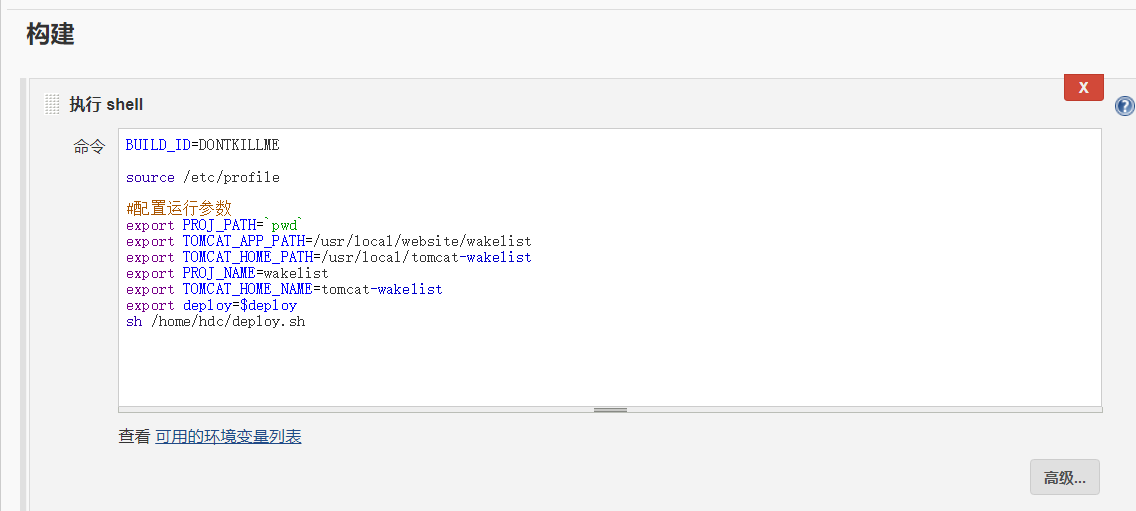 构建
X
执行 shell
?
命令
BUILD_ID=DONTKILLME
source /etc/profile
#配置运行参数
export PROJ_PATH=`pwd`
export TOMCAT_APP_PATH=/usr/local/website/wakelist
export TOMCAT_HOME_PATH=/usr/local/tomcat-wakelist
export PROJ_NAME=wakelist
export TOMCAT_HOME_NAME=tomcat-wakelist
export deploy=$deploy
sh /home/hdc/deploy.sh
查看 可用的环境变量列表
高级...